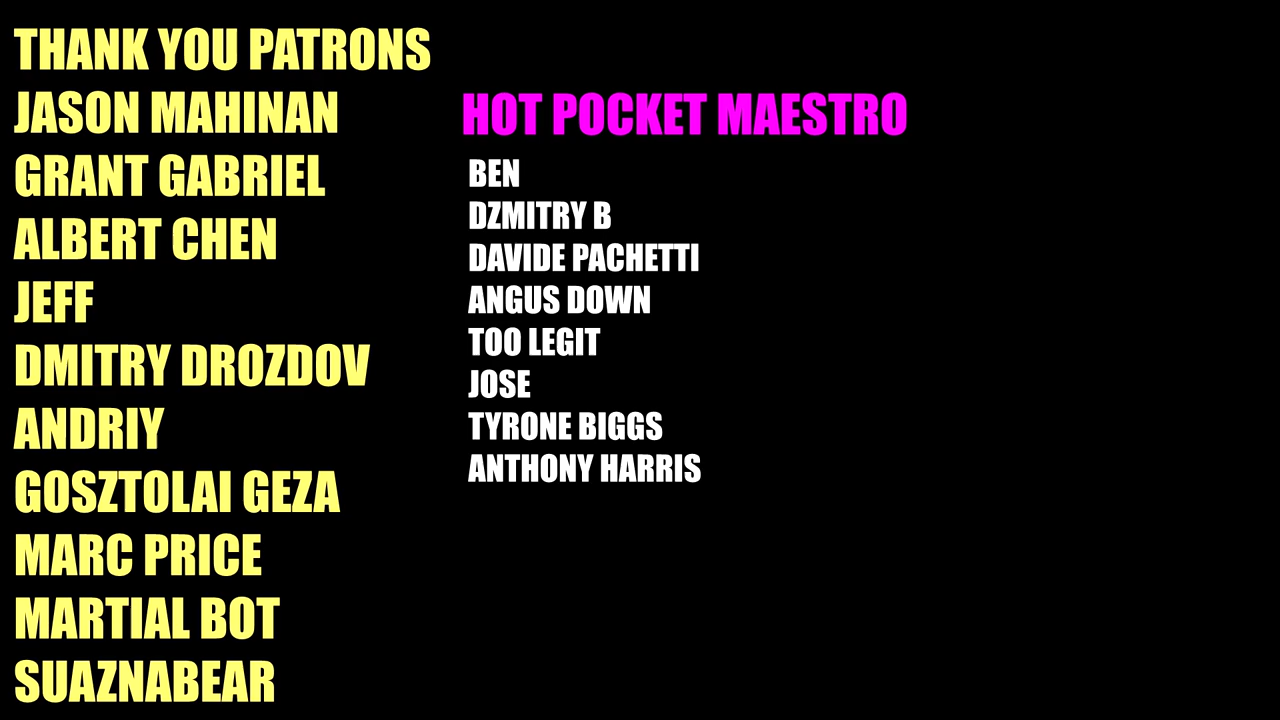 THANK YOU PATRONS
JASON MAHINAN
GRANT GABRIEL
ALBERT CHEN
JEFF
DMITRY DROZDOV
ANDRIY
GOSZTOLAI GEZA
MARC PRICE
MARTIAL BOT
SUAZNABEAR
HOT POCKET MAESTRO
BEN
DZMITRY B
DAVIDE PACHETTI
ANGUS DOWN
TOO LEGIT
JOSE
TYRONE BIGGS
ANTHONY HARRIS